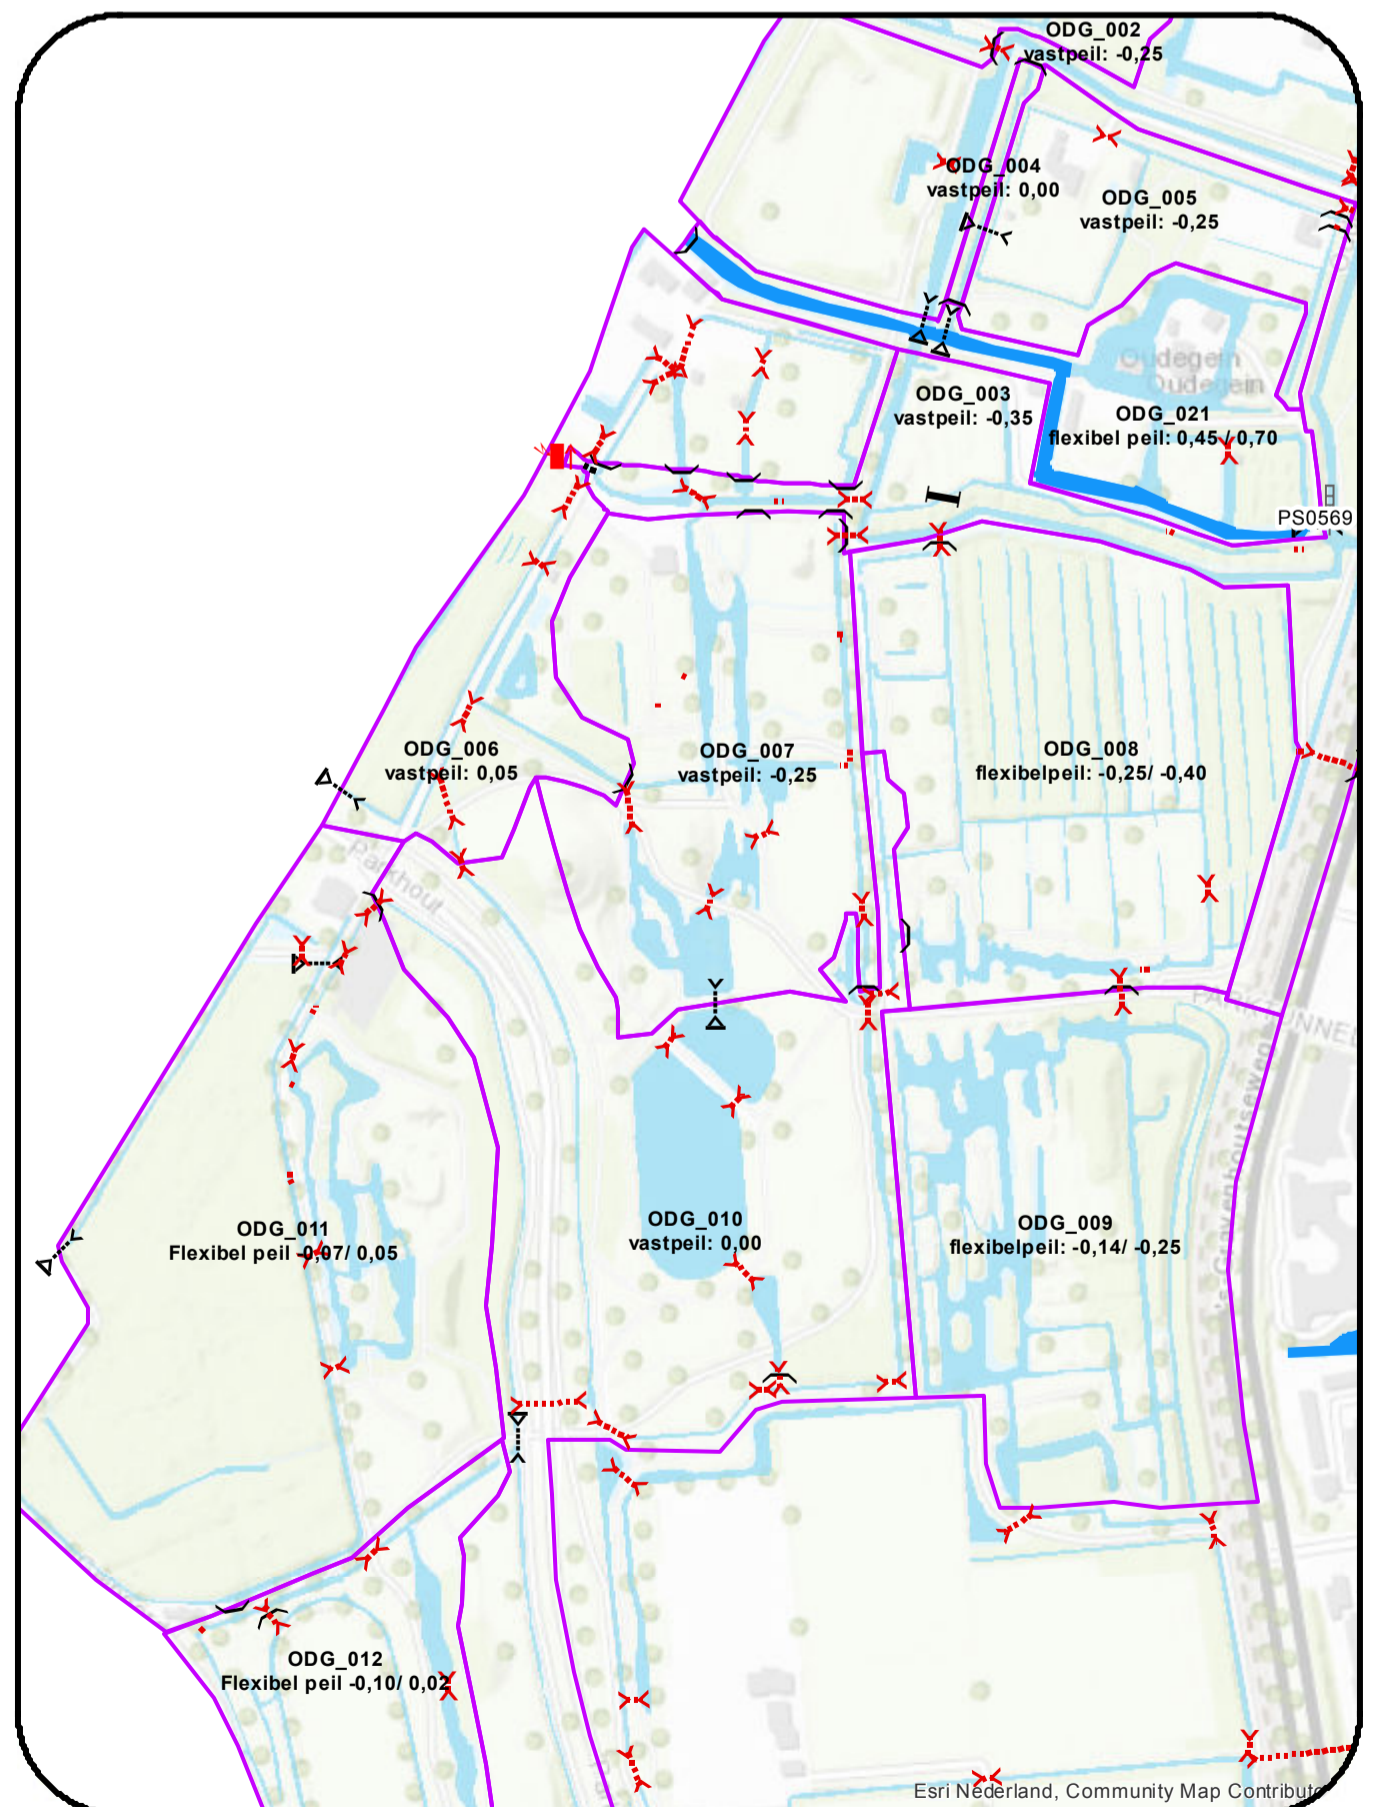 ODG_002
vastpeil: -0,25
ODG_004
vastpeil: 0,00
ODG_005
vastpeil: -0,25
Oudegein
Oudegein
ODG_003
vastpeil: -0,35
ODG_021
flexibel peil: 0,45 / 0,70
PS0569
ODG_006
vastpeil: 0,05
ODG_007
vastpeil: -0,25
ODG_008
flexibelpeil: -0,25/ -0,40
Parkhout
ODG_011
Flexibel peil -0,07/ 0,05
ODG_010
vastpeil: 0,00
ODG_009
flexibelpeil: -0,14/ -0,25
's-Gravenhoutseweg
ODG_012
Flexibel peil -0,10/ 0,02
Esri Nederland, Community Map Contribut